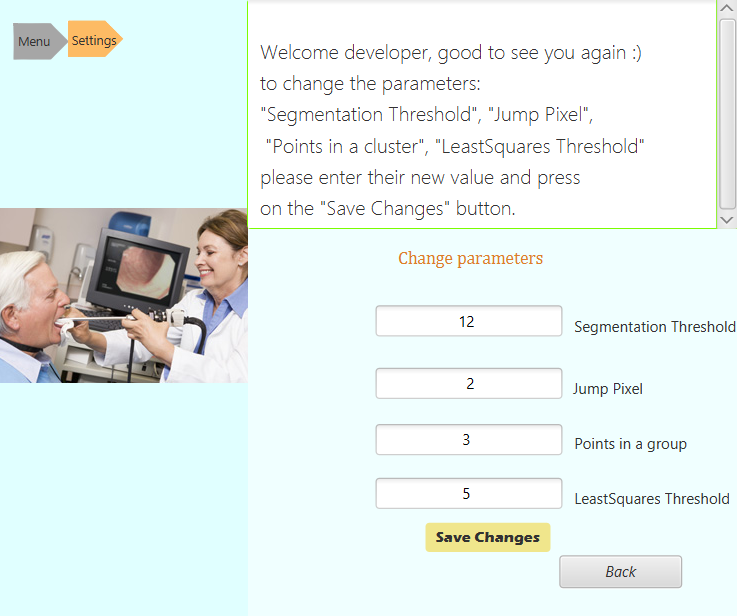 Menu
Settings
Welcome developer, good to see you again :)
to change the parameters:
"Segmentation Threshold", "Jump Pixel",
"Points in a cluster", "LeastSquares Threshold"
please enter their new value and press
on the "Save Changes" button.
Change parameters
12 Segmentation Threshold
2 Jump Pixel
3 Points in a group
5 LeastSquares Threshold
Save Changes
Back